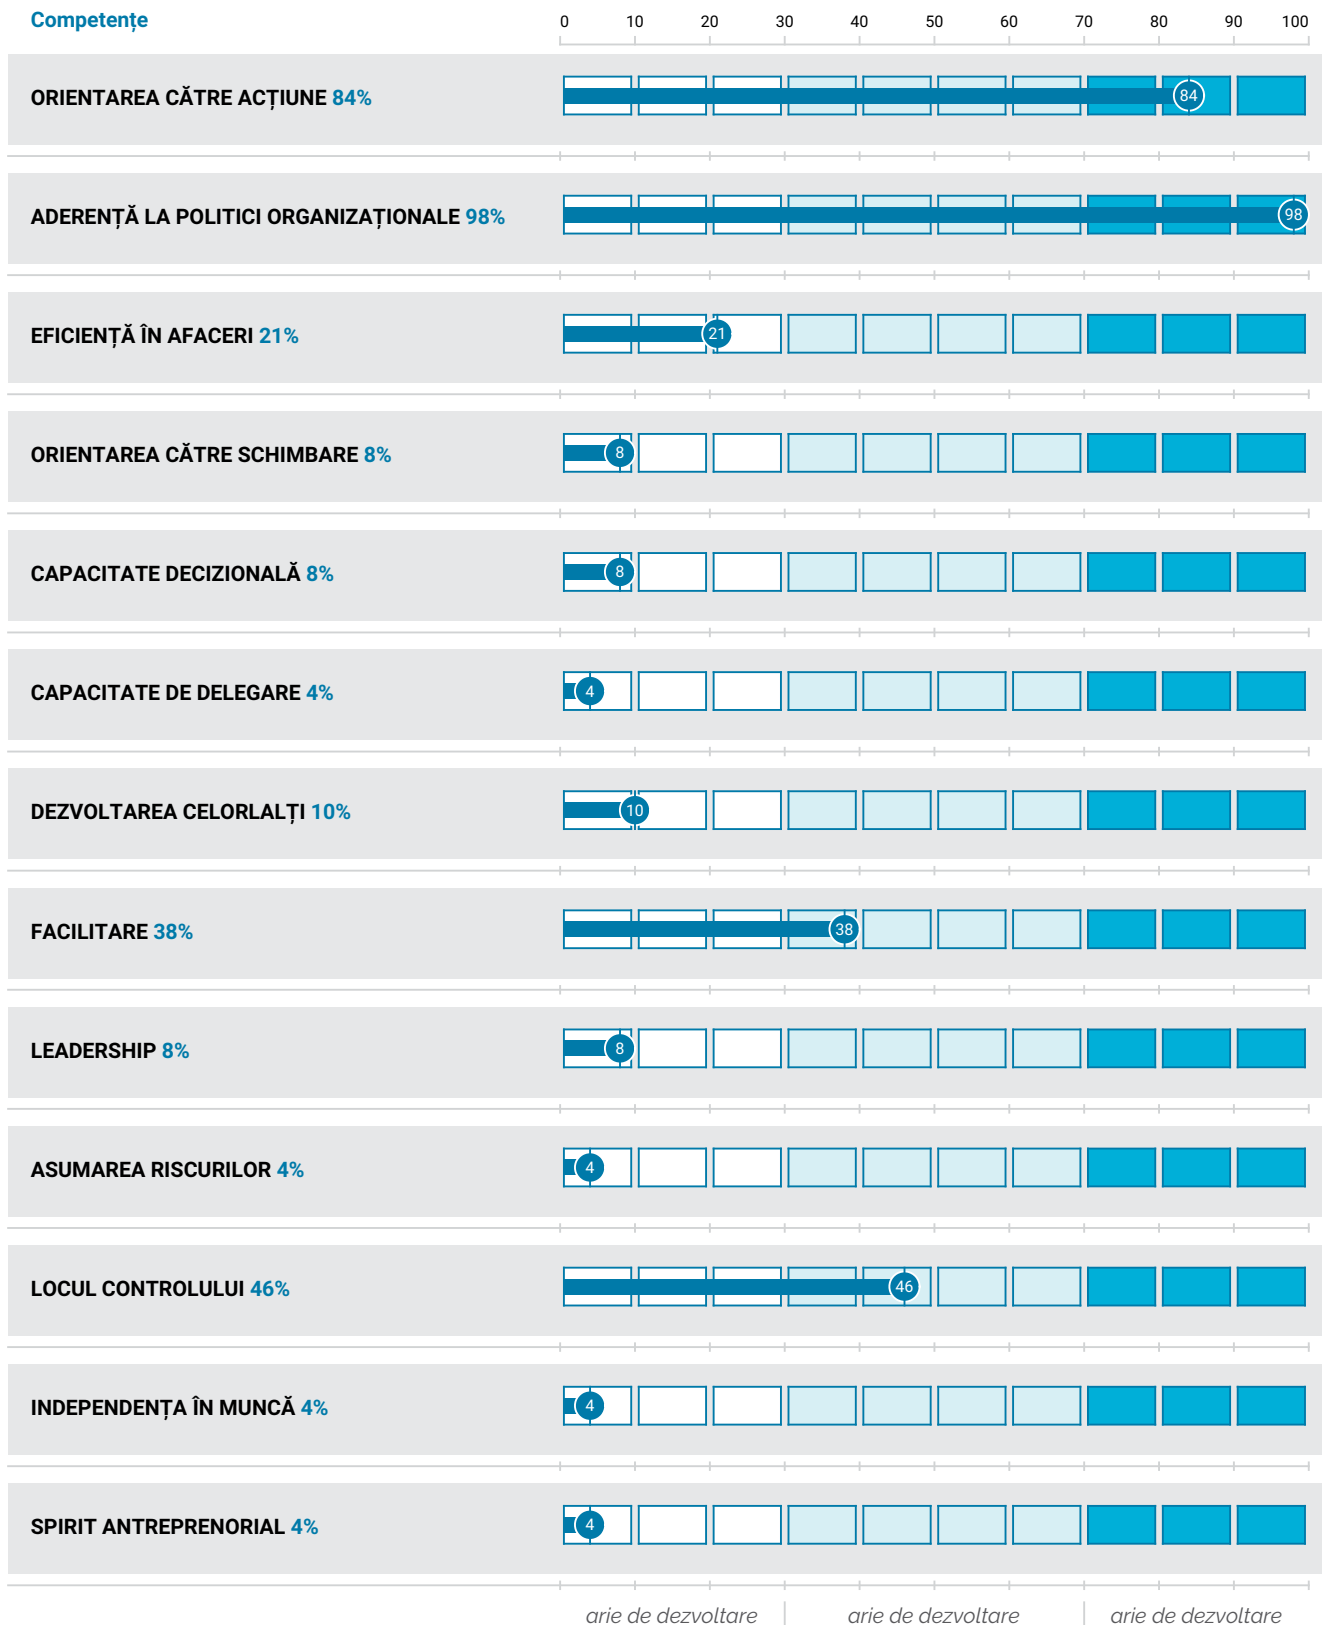 Competențe 0 10 20 30 40 50 60 70 80 90 100
ORIENTAREA CĂTRE ACȚIUNE 84% 84
ADERENȚĂ LA POLITICI ORGANIZAȚIONALE 98% 98
EFICIENȚĂ ÎN AFACERI 21% 21
ORIENTAREA CĂTRE SCHIMBARE 8% 8
CAPACITATE DECIZIONALĂ 8% 8
CAPACITATE DE DELEGARE 4% 4
DEZVOLTAREA CELORLALȚI 10% 10
FACILITARE 38% 38
LEADERSHIP 8% 8
ASUMAREA RISCURILOR 4% 4
LOCUL CONTROLULUI 46% 46
INDEPENDENȚA ÎN MUNCĂ 4% 4
SPIRIT ANTREPRENORIAL 4% 4
arie de dezvoltare arie de dezvoltare arie de dezvoltare